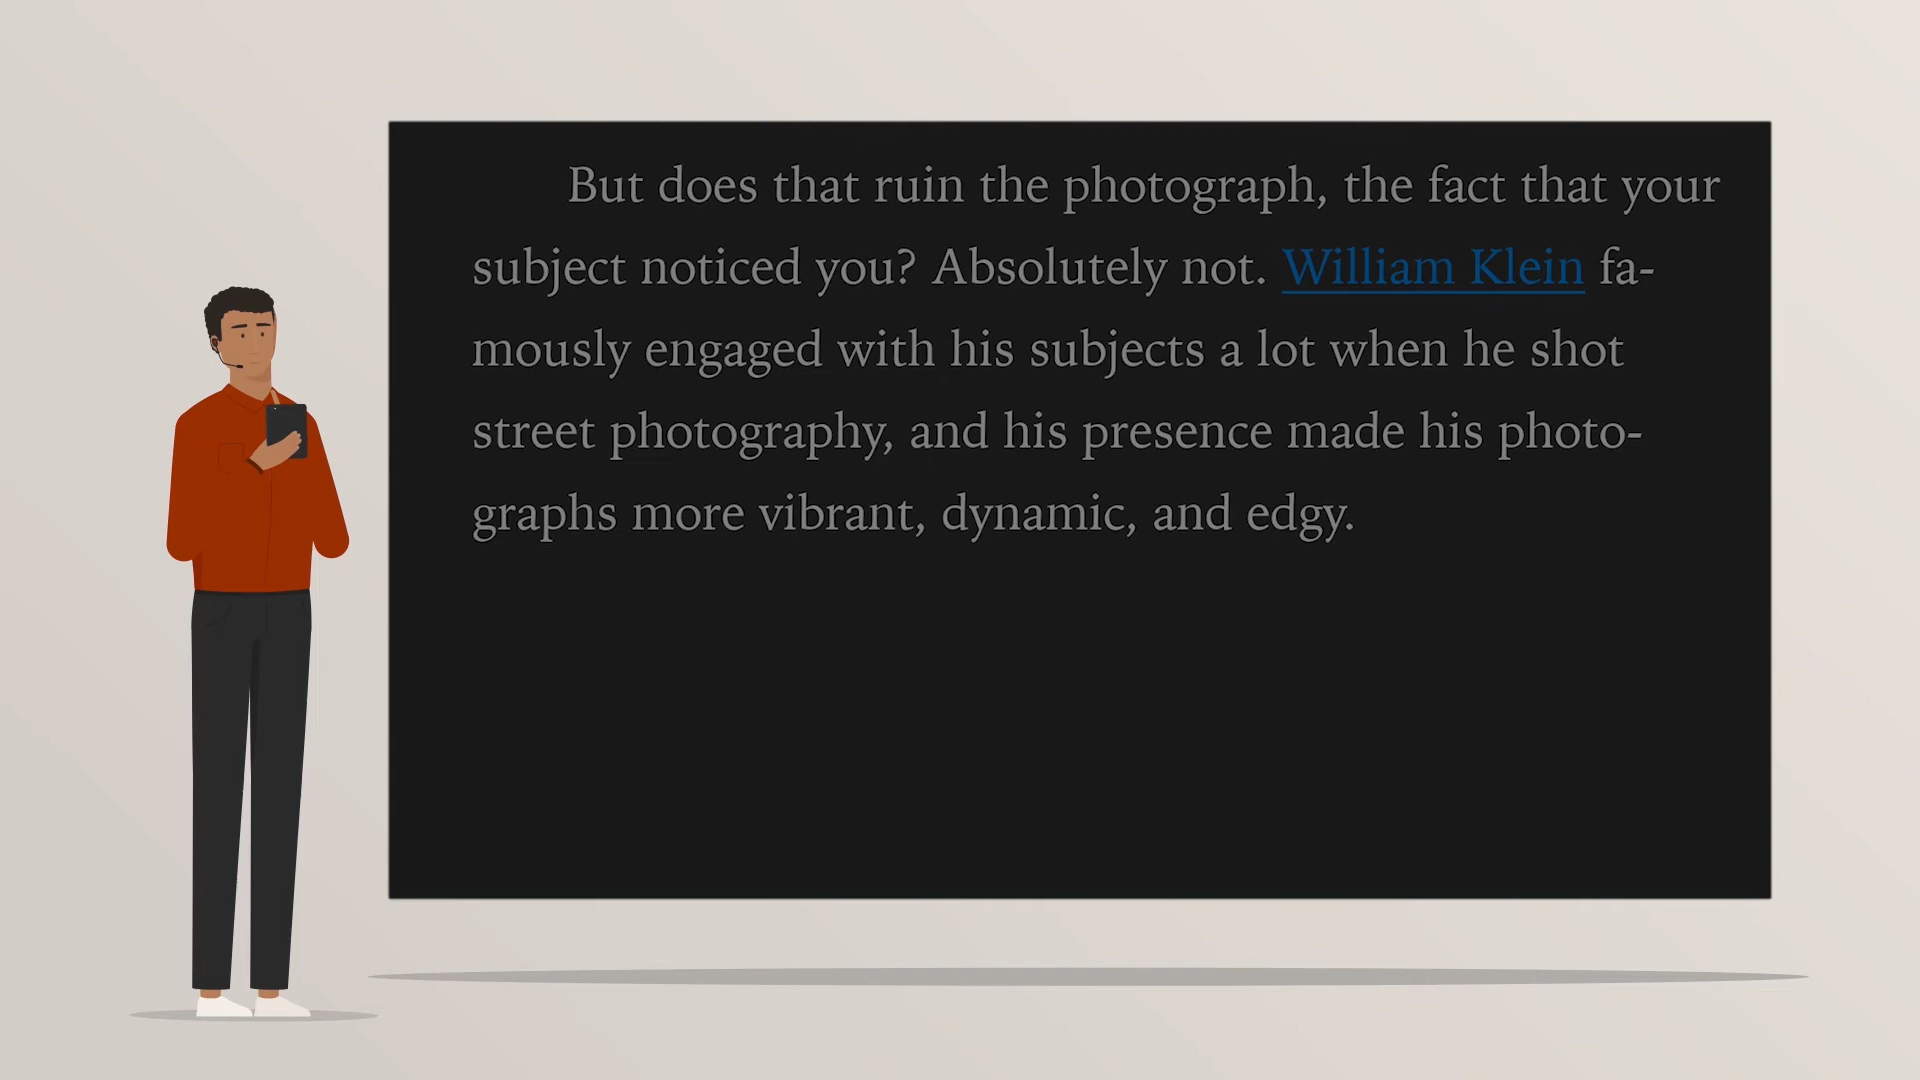 But does that ruin the photograph, the fact that your
subject noticed you? Absolutely not. William Klein fa-
mously engaged with his subjects a lot when he shot
street photography, and his presence made his photo-
graphs more vibrant, dynamic, and edgy.